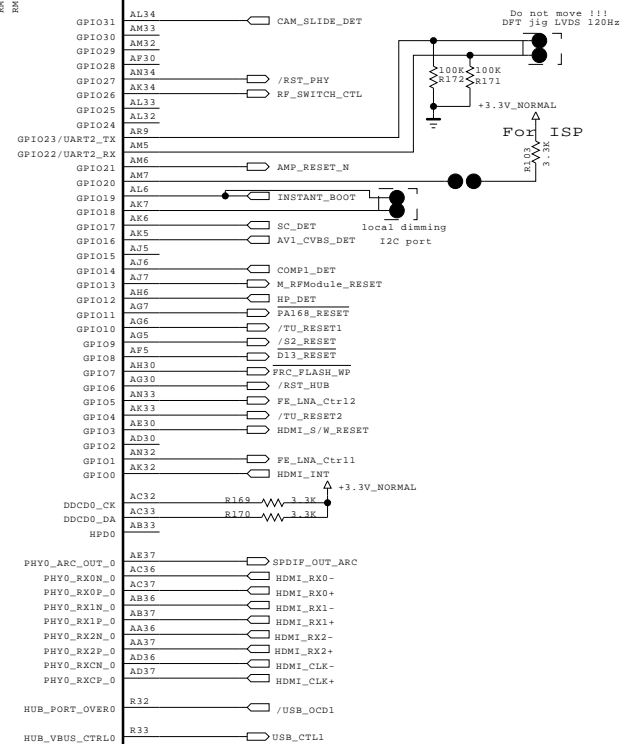 RM
RM
GPIO31 AL34 CAM_SLIDE_DET
GPIO30 AM33
GPIO29 AM32
GPIO28 AF30
GPIO27 AN34 /RST_PHY
GPIO26 AK34 RF_SWITCH_CTL
GPIO25 AL33
GPIO24 AL32
GPIO23/UART2_TX AR9
GPIO22/UART2_RX AM5
GPIO21 AM6 AMP_RESET_N
GPIO20 AM7
GPIO19 AL6 INSTANT_BOOT
GPIO18 AK7
GPIO17 AK6 SC_DET
GPIO16 AK5 AV1_CVBS_DET
GPIO15 AJ5
GPIO14 AJ6 COMP1_DET
GPIO13 AJ7 M_RFModule_RESET
GPIO12 AH6 HP_DET
GPIO11 AG7 PA168_RESET
GPIO10 AG6 /TU_RESET1
GPIO9 AG5 /S2_RESET
GPIO8 AF5 D13_RESET
GPIO7 AH30 FRC_FLASH_WP
GPIO6 AG30 /RST_HUB
GPIO5 AN33 FE_LNA_Ctrl2
GPIO4 AK33 /TU_RESET2
GPIO3 AE30 HDMI_S/W_RESET
GPIO2 AD30
GPIO1 AN32 FE_LNA_Ctrl1
GPIO0 AK32 HDMI_INT
+3.3V_NORMAL
DDCD0_CK AC32 R169 3.3K
DDCD0_DA AC33 R170 3.3K
HPD0 AB33
PHY0_ARC_OUT_0 AE37 SPDIF_OUT_ARC
PHY0_RX0N_0 AC36 HDMI_RX0-
PHY0_RX0P_0 AC37 HDMI_RX0+
PHY0_RX1N_0 AB36 HDMI_RX1-
PHY0_RX1P_0 AB37 HDMI_RX1+
PHY0_RX2N_0 AA36 HDMI_RX2-
PHY0_RX2P_0 AA37 HDMI_RX2+
PHY0_RXCN_0 AD36 HDMI_CLK-
PHY0_RXCP_0 AD37 HDMI_CLK+
HUB_PORT_OVER0 R32 /USB_OCD1
HUB_VBUS_CTRL0 R33 USB_CTL1
Do not move !!!
DFT jig LVDS 120Hz
100K 100K
R172 R171
+3.3V_NORMAL
For ISP
R103
3.3K
local dimming
I2C port